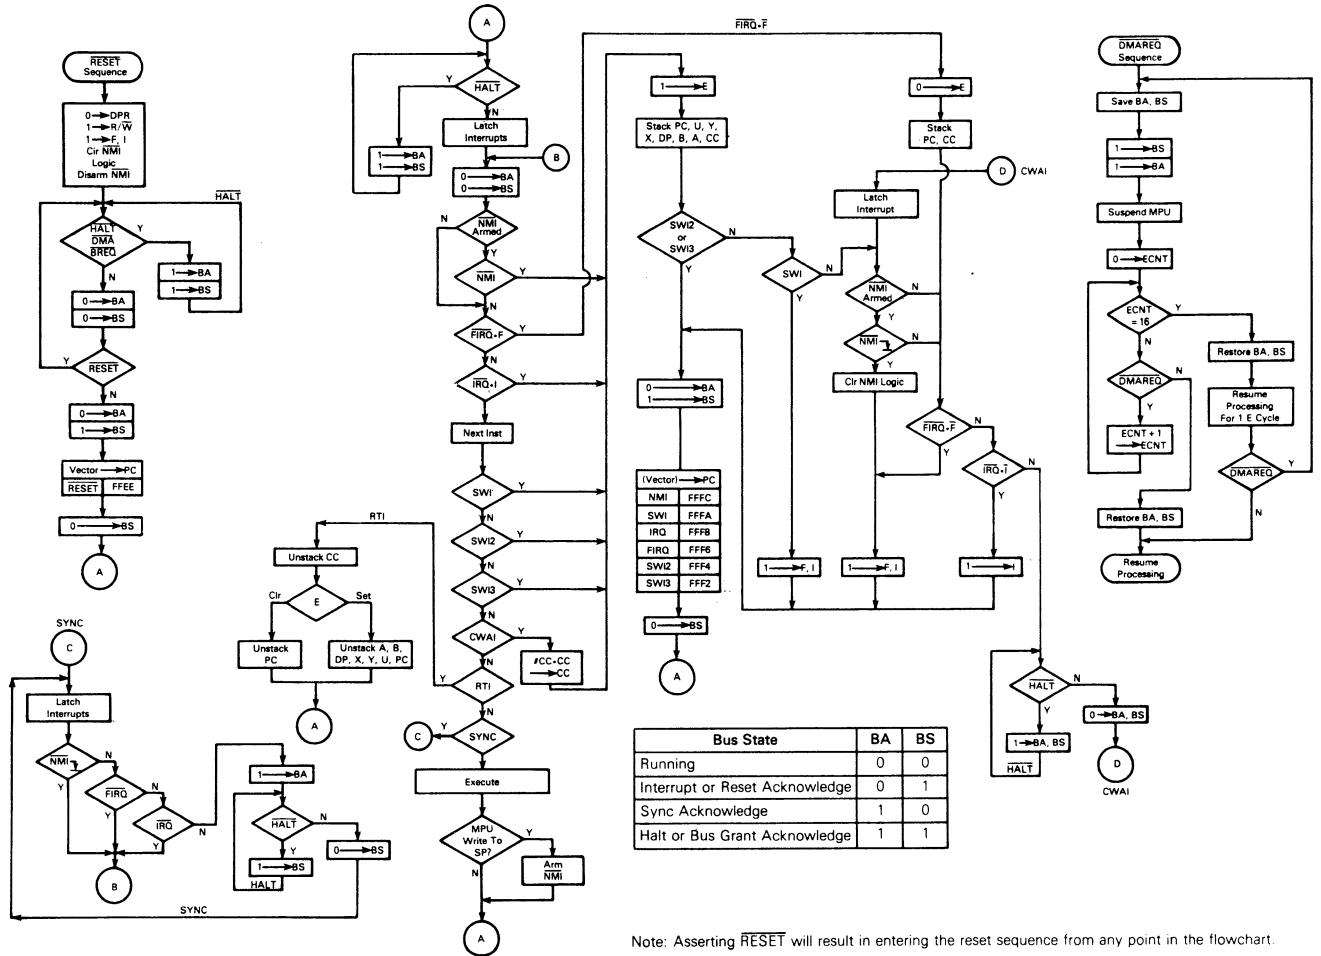 RESET
Sequence
0→DPR
1→R/W
1→F, I
Clr NMI
Logic
Disarm NMI
HALT
HALT
DMA
BREQ
Y
N
1→BA
1→BS
0→BA
0→BS
Y
RESET
N
0→BA
1→BS
Vector→PC
RESET FFEE
0→BS
A
A
Y
HALT
N
1→BA
1→BS
Latch
Interrupts
B
0→BA
0→BS
N
NMI
Armed
Y
NMI
Y
N
FIRQ•F
Y
N
IRQ•I
Y
N
Next Inst
SWI
Y
N
SWI2
Y
N
SWI3
Y
N
CWAI
Y
N
#CC•CC
→CC
Y
RTI
N
C
Y
SYNC
N
Execute
MPU
Write To
SP?
Y
N
Arm
NMI
A
RTI
Unstack CC
Clr
E
Set
Unstack
PC
Unstack A, B,
DP, X, Y, U, PC
A
SYNC
C
Latch
Interrupts
NMI
N
Y
FIRQ
N
Y
IRQ
N
Y
B
1→BA
HALT
N
Y
1→BS
HALT
0→BS
SYNC
FIRQ•F
1→E
Stack PC, U, Y,
X, DP, B, A, CC
SWI2
or
SWI3
N
Y
SWI
N
Y
0→BA
1→BS
(Vector)→PC
NMI FFFC
SWI FFFA
IRQ FFF8
FIRQ FFF6
SWI2 FFF4
SWI3 FFF2
0→BS
A
0→E
Stack
PC, CC
D CWAI
Latch
Interrupt
NMI
Armed
N
Y
NMI
N
Y
Clr NMI Logic
FIRQ•F
N
Y
IRQ•I
N
Y
1→F, I
1→F, I
1→I
HALT
N
Y
1→BA, BS
HALT
0→BA, BS
D
CWAI
DMAREQ
Sequence
Save BA, BS
1→BS
1→BA
Suspend MPU
0→ECNT
ECNT
= 16
Y
N
DMAREQ
N
Y
ECNT + 1
→ECNT
Restore BA, BS
Resume
Processing
For 1 E Cycle
DMAREQ
Y
N
Restore BA, BS
Resume
Processing
Bus State BA BS
Running 0 0
Interrupt or Reset Acknowledge 0 1
Sync Acknowledge 1 0
Halt or Bus Grant Acknowledge 1 1
Note: Asserting RESET will result in entering the reset sequence from any point in the flowchart.